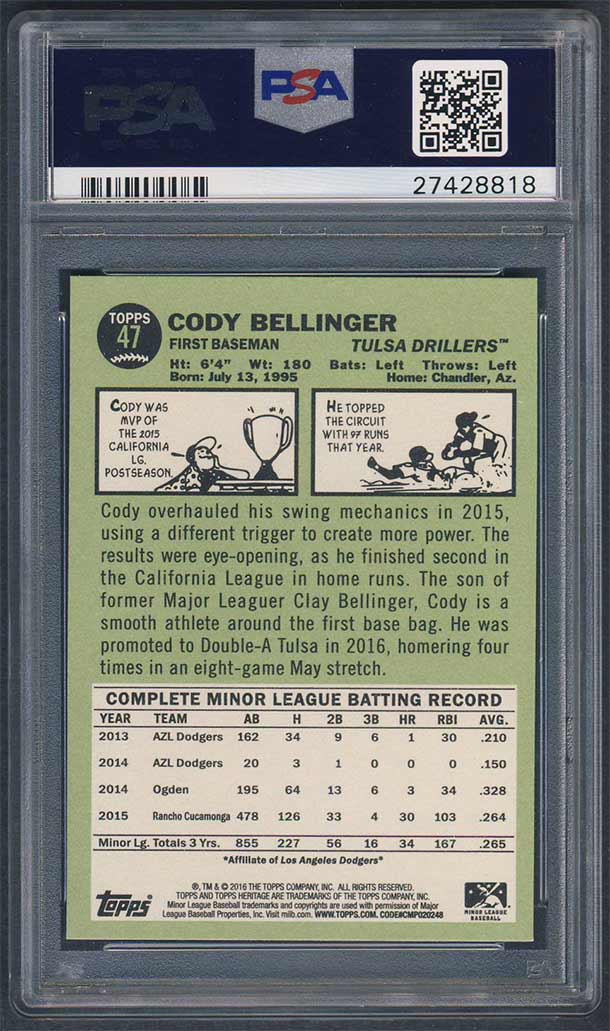 PSA
PSA
27428818
TOPPS
47
CODY BELLINGER
FIRST BASEMAN TULSA DRILLERS™
Ht: 6'4" Wt: 180 Bats: Left Throws: Left
Born: July 13, 1995 Home: Chandler, Az.
CODY WAS
MVP OF
THE 2015
CALIFORNIA
LG.
POSTSEASON.
HE TOPPED
THE CIRCUIT
WITH 97 RUNS
THAT YEAR.
Cody overhauled his swing mechanics in 2015,
using a different trigger to create more power. The
results were eye-opening, as he finished second in
the California League in home runs. The son of
former Major Leaguer Clay Bellinger, Cody is a
smooth athlete around the first base bag. He was
promoted to Double-A Tulsa in 2016, homering four
times in an eight-game May stretch.
COMPLETE MINOR LEAGUE BATTING RECORD
YEAR TEAM AB H 2B 3B HR RBI AVG.
2013 AZL Dodgers 162 34 9 6 1 30 .210
2014 AZL Dodgers 20 3 1 0 0 0 .150
2014 Ogden 195 64 13 6 3 34 .328
2015 Rancho Cucamonga 478 126 33 4 30 103 .264
Minor Lg. Totals 3 Yrs. 855 227 56 16 34 167 .265
*Affiliate of Los Angeles Dodgers*
®, TM & © 2016 THE TOPPS COMPANY, INC. ALL RIGHTS RESERVED.
TOPPS AND TOPPS HERITAGE ARE TRADEMARKS OF THE TOPPS COMPANY, INC.
Minor League Baseball trademarks and copyrights are used with permission of Major
League Baseball Properties, Inc. Visit milb.com. WWW.TOPPS.COM. CODE#CMP020248
TOPPS
MINOR LEAGUE
BASEBALL